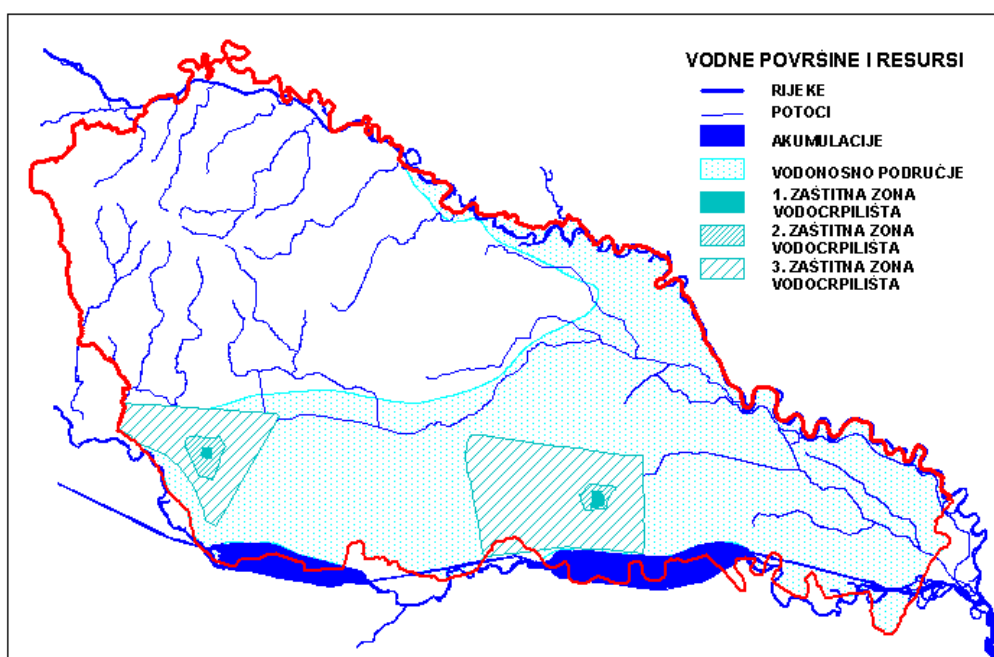 VODNE POVRŠINE I RESURSI
RIJEKE
POTOCI
AKUMULACIJE
VODONOSNO PODRUČJE
1. ZAŠTITNA ZONA
VODOCRPILIŠTA
2. ZAŠTITNA ZONA
VODOCRPILIŠTA
3. ZAŠTITNA ZONA
VODOCRPILIŠTA